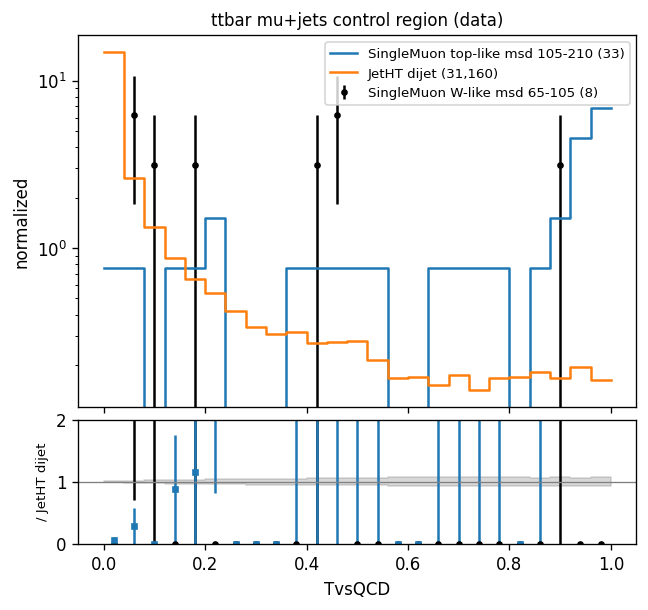 ttbar mu+jets control region (data)
SingleMuon top-like msd 105-210 (33)
JetHT dijet (31,160)
SingleMuon W-like msd 65-105 (8)
normalized
10¹
10⁰
/ JetHT dijet
2
1
0
0.0 0.2 0.4 0.6 0.8 1.0
TvsQCD